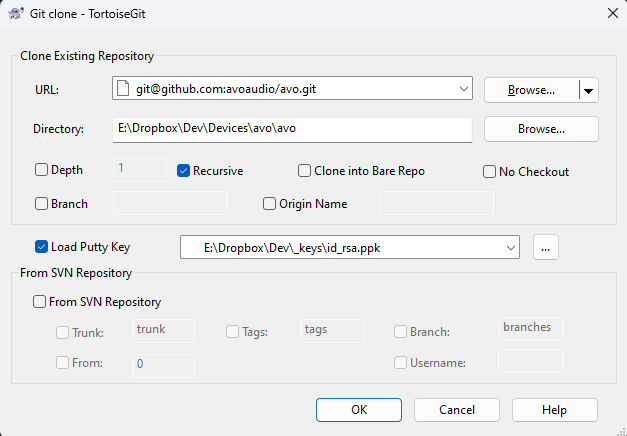 Git clone - TortoiseGit
Clone Existing Repository
URL: git@github.com:avoaudio/avo.git Browse...
Directory: E:\Dropbox\Dev\Devices\avo\avo Browse...
Depth 1 Recursive Clone into Bare Repo No Checkout
Branch Origin Name
Load Putty Key E:\Dropbox\Dev\_keys\id_rsa.ppk ...
From SVN Repository
From SVN Repository
Trunk: trunk Tags: tags Branch: branches
From: 0 Username:
OK Cancel Help